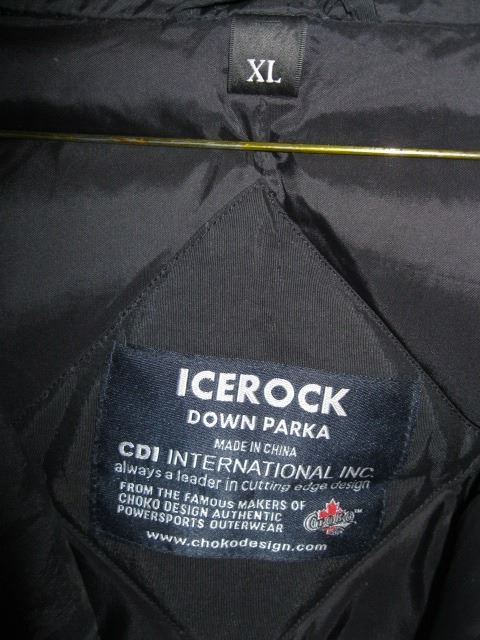 XL
ICEROCK
DOWN PARKA
MADE IN CHINA
CDI INTERNATIONAL INC.
always a leader in cutting edge design
FROM THE FAMOUS MAKERS OF
CHOKO DESIGN AUTHENTIC
POWERSPORTS OUTERWEAR
CHOKO™
www.chokodesign.com